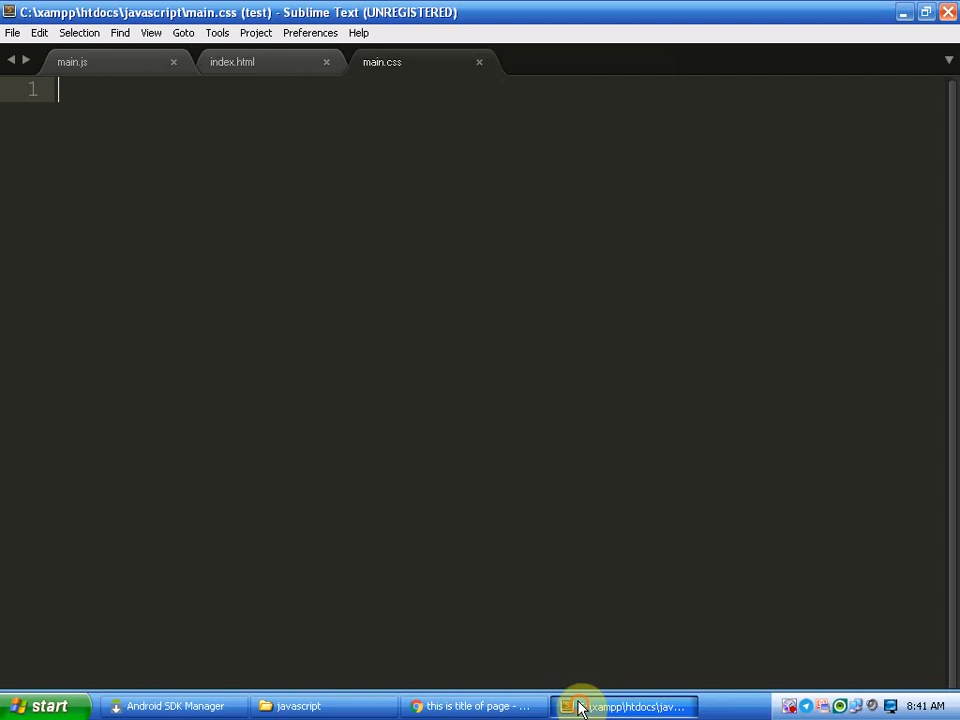 C:\xampp\htdocs\javascript\main.css (test) - Sublime Text (UNREGISTERED)
File Edit Selection Find View Goto Tools Project Preferences Help
main.js index.html main.css
1
start Android SDK Manager javascript this is title of page - ... \xampp\htdocs\jav... 8:41 AM